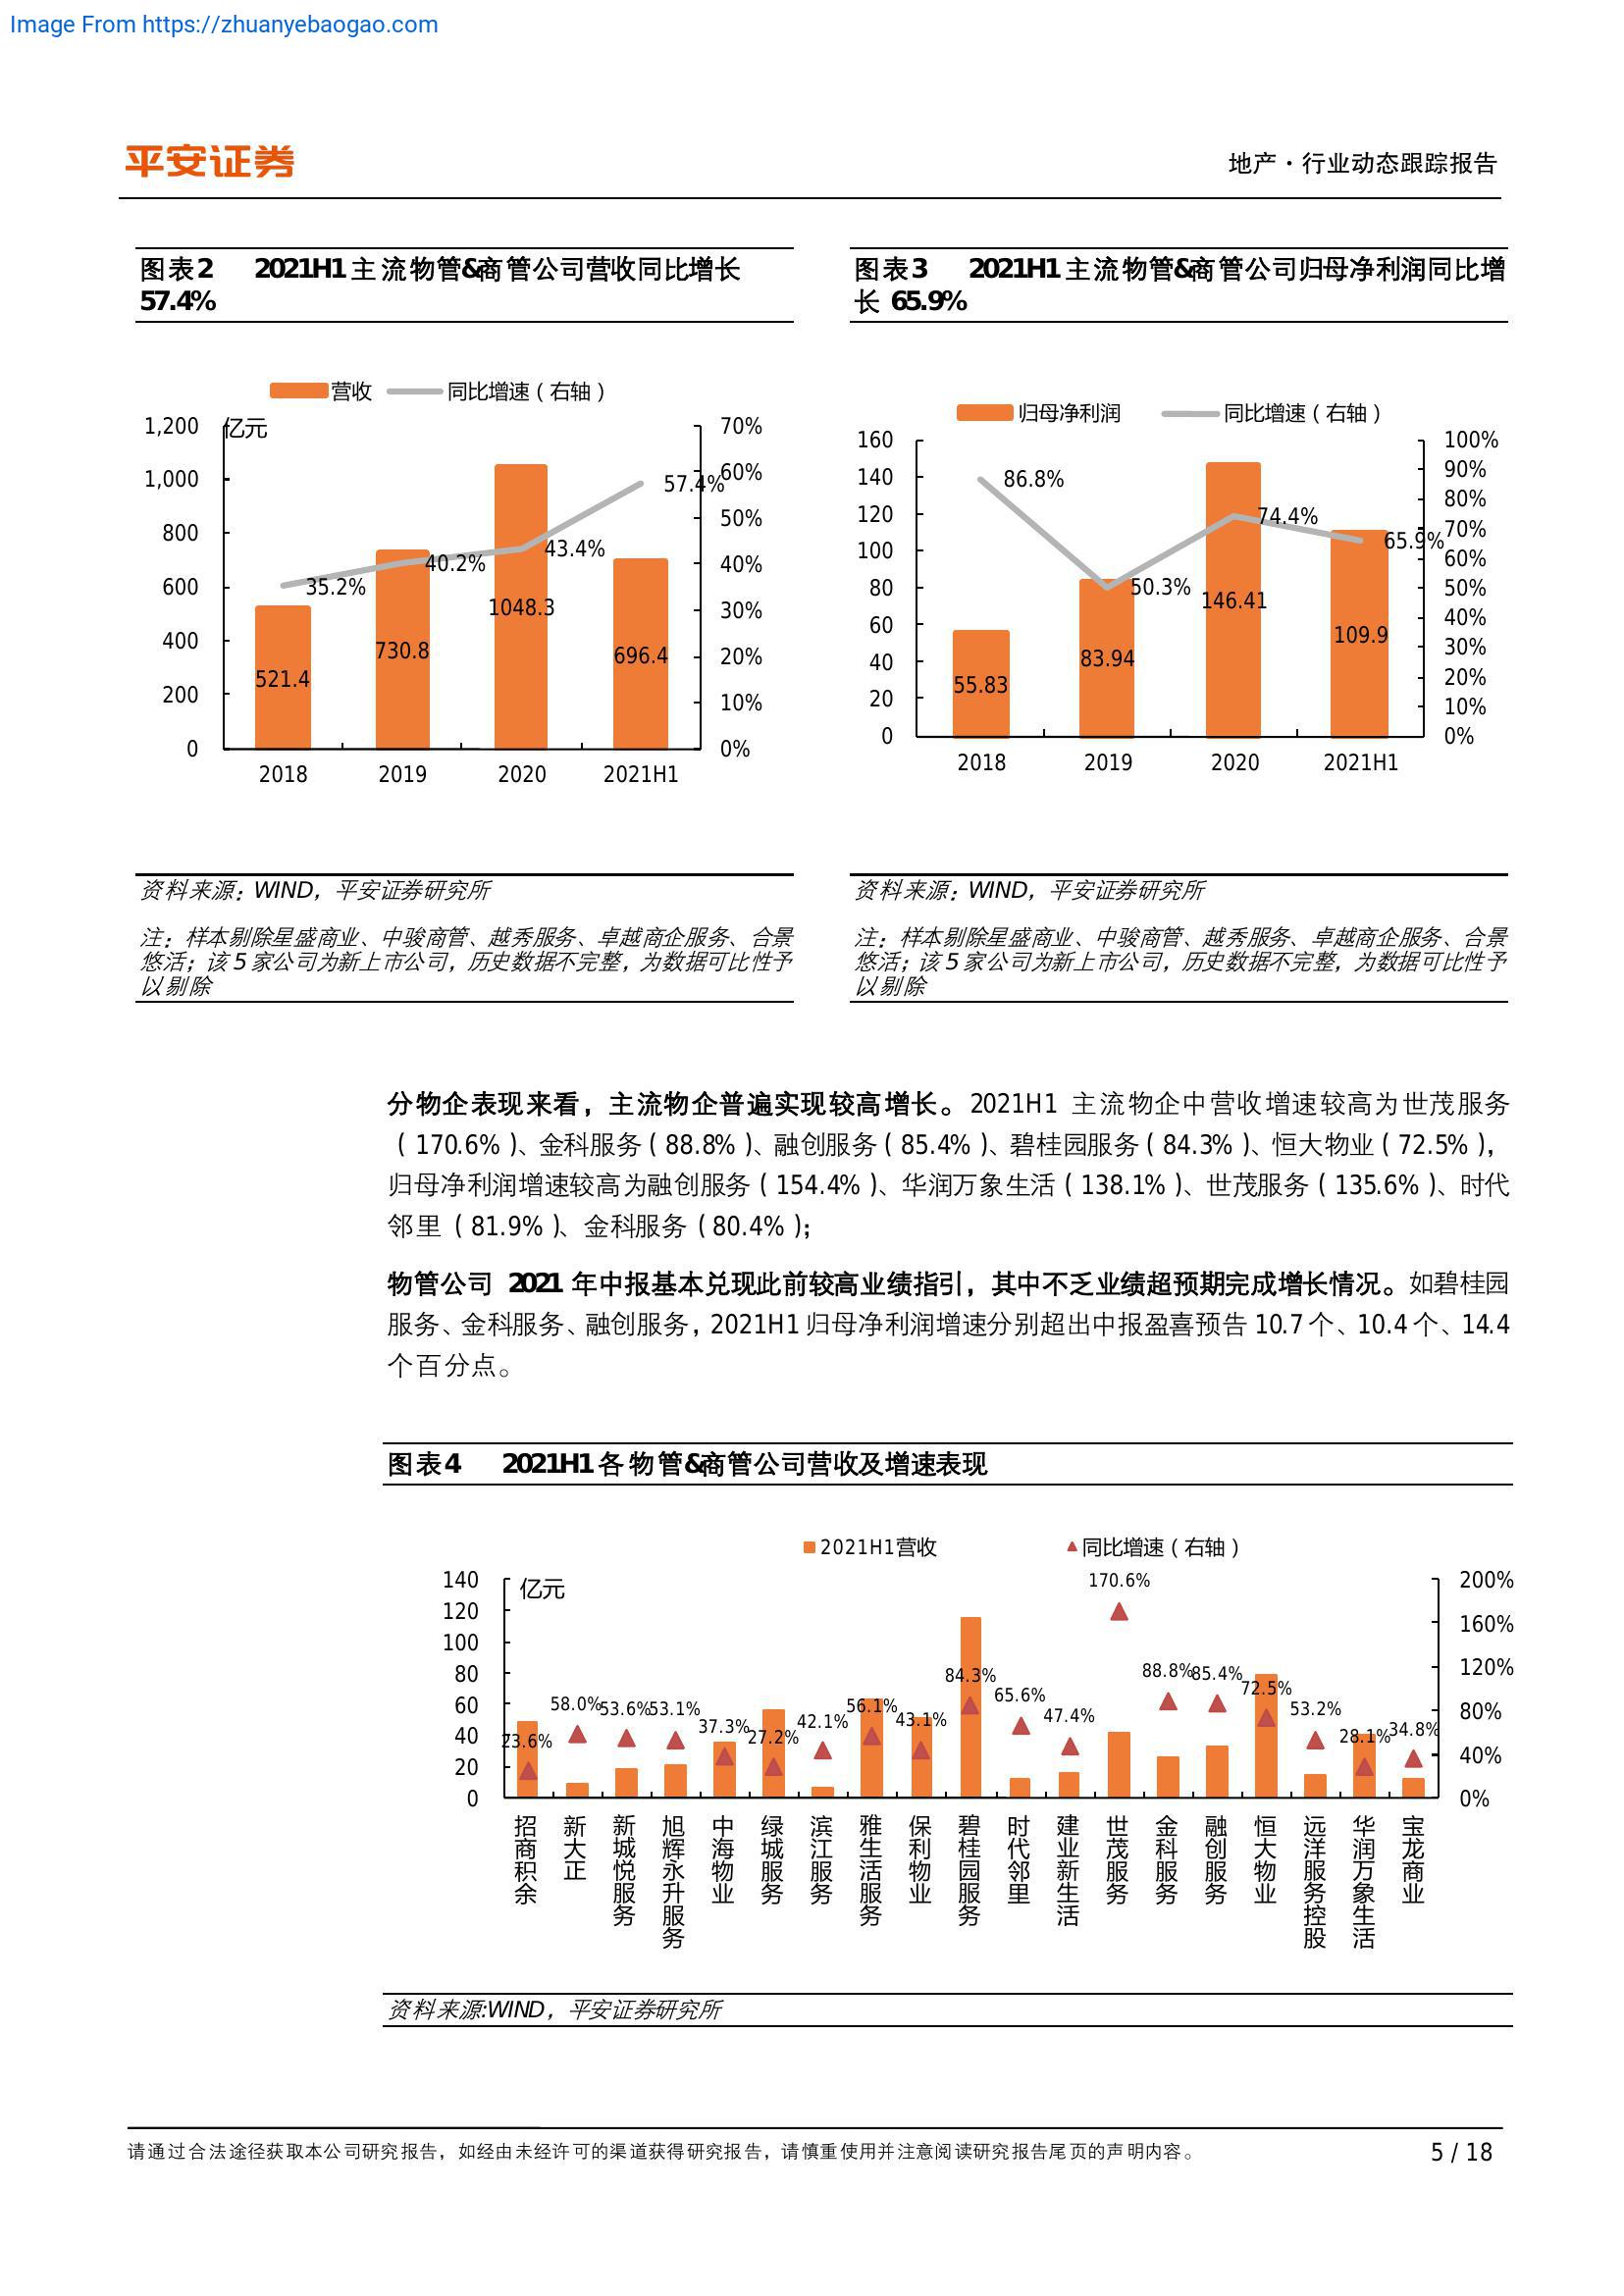 Image From https://zhuanyebaogao.com
平安证券
地产·行业动态跟踪报告
图表2 2021H1 主流物管&商管公司营收同比增长
57.4%
图表3 2021H1 主流物管&商管公司归母净利润同比增
长 65.9%
营收 同比增速（右轴）
亿元
1,200
1,000
800
600
400
200
0
70%
60%
50%
40%
30%
20%
10%
0%
57.4%
43.4%
40.2%
35.2%
1048.3
730.8
696.4
521.4
2018 2019 2020 2021H1
归母净利润 同比增速（右轴）
160
140
120
100
80
60
40
20
0
100%
90%
80%
70%
60%
50%
40%
30%
20%
10%
0%
86.8%
74.4%
65.9%
50.3%
146.41
109.9
83.94
55.83
2018 2019 2020 2021H1
资料来源：WIND，平安证券研究所
注：样本剔除星盛商业、中骏商管、越秀服务、卓越商企服务、合景
悠活；该 5 家公司为新上市公司，历史数据不完整，为数据可比性予
以剔除
资料来源：WIND，平安证券研究所
注：样本剔除星盛商业、中骏商管、越秀服务、卓越商企服务、合景
悠活；该 5 家公司为新上市公司，历史数据不完整，为数据可比性予
以剔除
分物企表现来看，主流物企普遍实现较高增长。2021H1 主流物企中营收增速较高为世茂服务
（170.6%）、金科服务（88.8%）、融创服务（85.4%）、碧桂园服务（84.3%）、恒大物业（72.5%），
归母净利润增速较高为融创服务（154.4%）、华润万象生活（138.1%）、世茂服务（135.6%）、时代
邻里（81.9%）、金科服务（80.4%）；
物管公司 2021 年中报基本兑现此前较高业绩指引，其中不乏业绩超预期完成增长情况。如碧桂园
服务、金科服务、融创服务，2021H1 归母净利润增速分别超出中报盈喜预告 10.7 个、10.4 个、14.4
个百分点。
图表4 2021H1 各物管&商管公司营收及增速表现
2021H1营收 同比增速（右轴）
亿元
140
120
100
80
60
40
20
0
200%
160%
120%
80%
40%
0%
23.6%
58.0%
53.6%
53.1%
37.3%
27.2%
42.1%
56.1%
43.1%
84.3%
65.6%
47.4%
170.6%
88.8%
85.4%
72.5%
53.2%
28.1%
34.8%
招商积余
新大正
新城悦服务
旭辉永升服务
中海物业
绿城服务
滨江服务
雅生活服务
保利物业
碧桂园服务
时代邻里
建业新生活
世茂服务
金科服务
融创服务
恒大物业
远洋服务控股
华润万象生活
宝龙商业
资料来源:WIND，平安证券研究所
请通过合法途径获取本公司研究报告，如经由未经许可的渠道获得研究报告，请慎重使用并注意阅读研究报告尾页的声明内容。
5 / 18